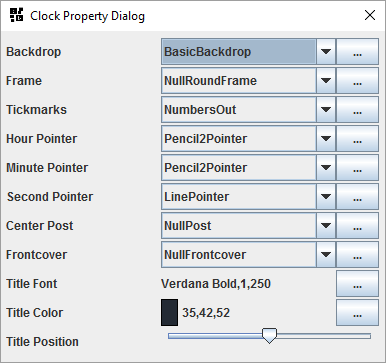 Clock Property Dialog
Backdrop BasicBackdrop ...
Frame NullRoundFrame ...
Tickmarks NumbersOut ...
Hour Pointer Pencil2Pointer ...
Minute Pointer Pencil2Pointer ...
Second Pointer LinePointer ...
Center Post NullPost ...
Frontcover NullFrontcover ...
Title Font Verdana Bold,1,250 ...
Title Color 35,42,52 ...
Title Position